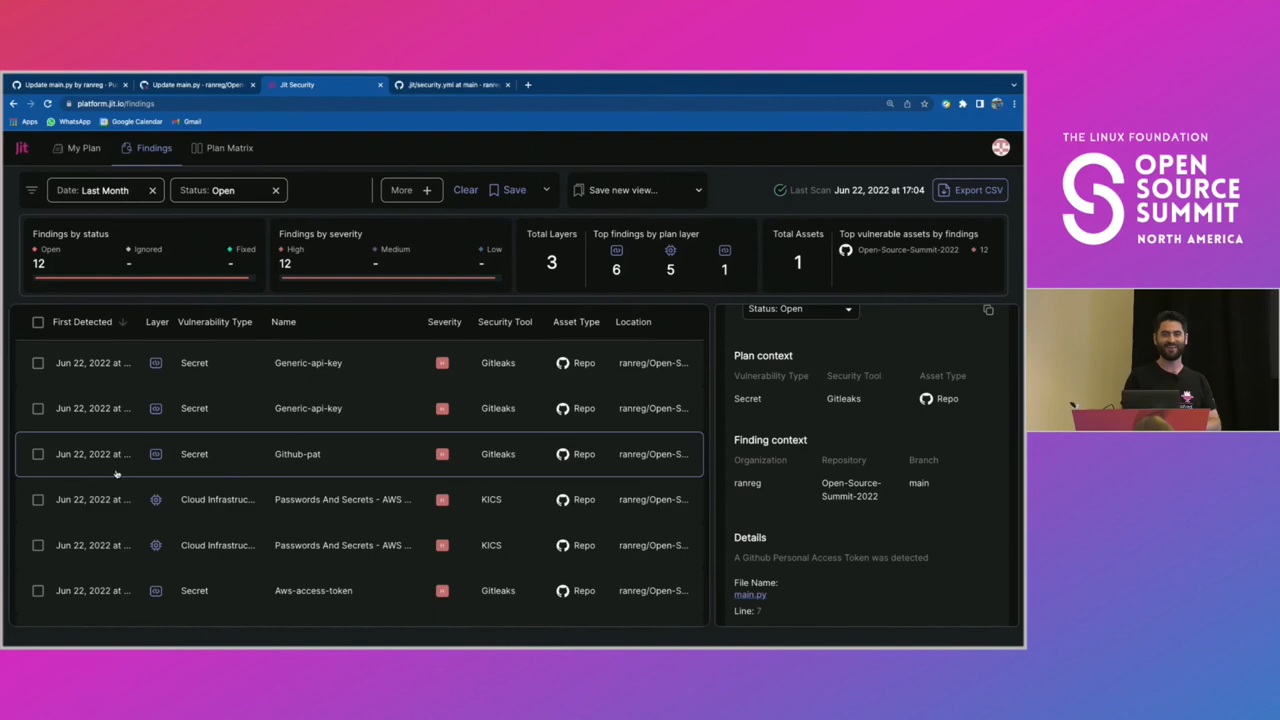 Update main.py by ranreg · Pu
Update main.py · ranreg/Open
Jit Security
.jit/security.yml at main · ranre
platform.jit.io/findings
Apps
WhatsApp
Google Calendar
Gmail
Jit
My Plan
Findings
Plan Matrix
Date: Last Month
Status: Open
More +
Clear
Save
Save new view...
Last Scan Jun 22, 2022 at 17:04
Export CSV
Findings by status
Open
Ignored
Fixed
12
-
-
Findings by severity
High
Medium
Low
12
-
-
Total Layers
3
Top findings by plan layer
6
5
1
Total Assets
1
Top vulnerable assets by findings
Open-Source-Summit-2022
12
First Detected Layer Vulnerability Type Name Severity Security Tool Asset Type Location
Jun 22, 2022 at ... Secret Generic-api-key H Gitleaks Repo ranreg/Open-S...
Jun 22, 2022 at ... Secret Generic-api-key H Gitleaks Repo ranreg/Open-S...
Jun 22, 2022 at ... Secret Github-pat H Gitleaks Repo ranreg/Open-S...
Jun 22, 2022 at ... Cloud Infrastruc... Passwords And Secrets - AWS ... H KICS Repo ranreg/Open-S...
Jun 22, 2022 at ... Cloud Infrastruc... Passwords And Secrets - AWS ... H KICS Repo ranreg/Open-S...
Jun 22, 2022 at ... Secret Aws-access-token H Gitleaks Repo ranreg/Open-S...
Status: Open
Plan context
Vulnerability Type Security Tool Asset Type
Secret Gitleaks Repo
Finding context
Organization Repository Branch
ranreg Open-Source- main
Summit-2022
Details
A Github Personal Access Token was detected
File Name:
main.py
Line: 7
THE LINUX FOUNDATION
OPEN
SOURCE
SUMMIT
NORTH AMERICA